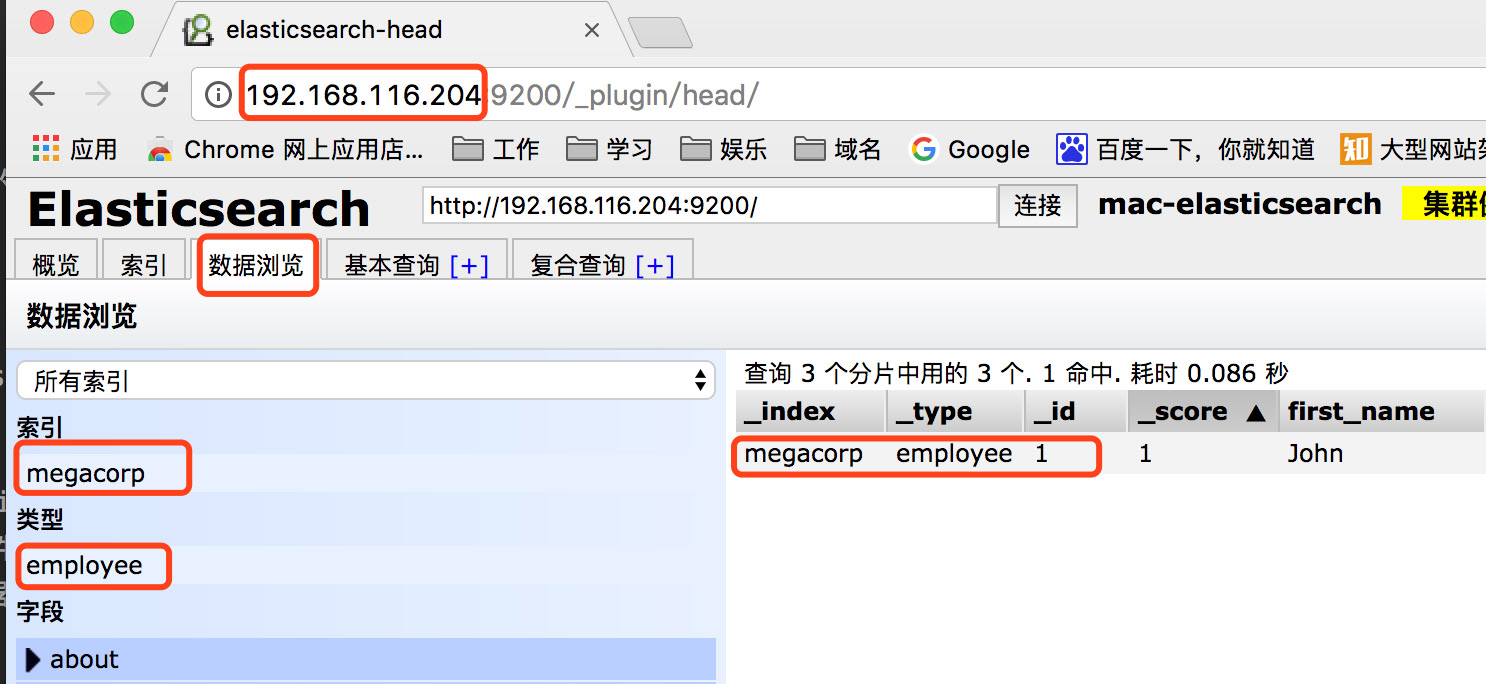 elasticsearch-head
192.168.116.204:9200/_plugin/head/
应用 Chrome 网上应用店... 工作 学习 娱乐 域名 Google 百度一下，你就知道 知 大型网站
Elasticsearch http://192.168.116.204:9200/ 连接 mac-elasticsearch 集群
概览 索引 数据浏览 基本查询 [+] 复合查询 [+]
数据浏览
所有索引
索引
megacorp
类型
employee
字段
about
查询 3 个分片中用的 3 个. 1 命中. 耗时 0.086 秒
_index _type _id _score ▲ first_name
megacorp employee 1 1 John